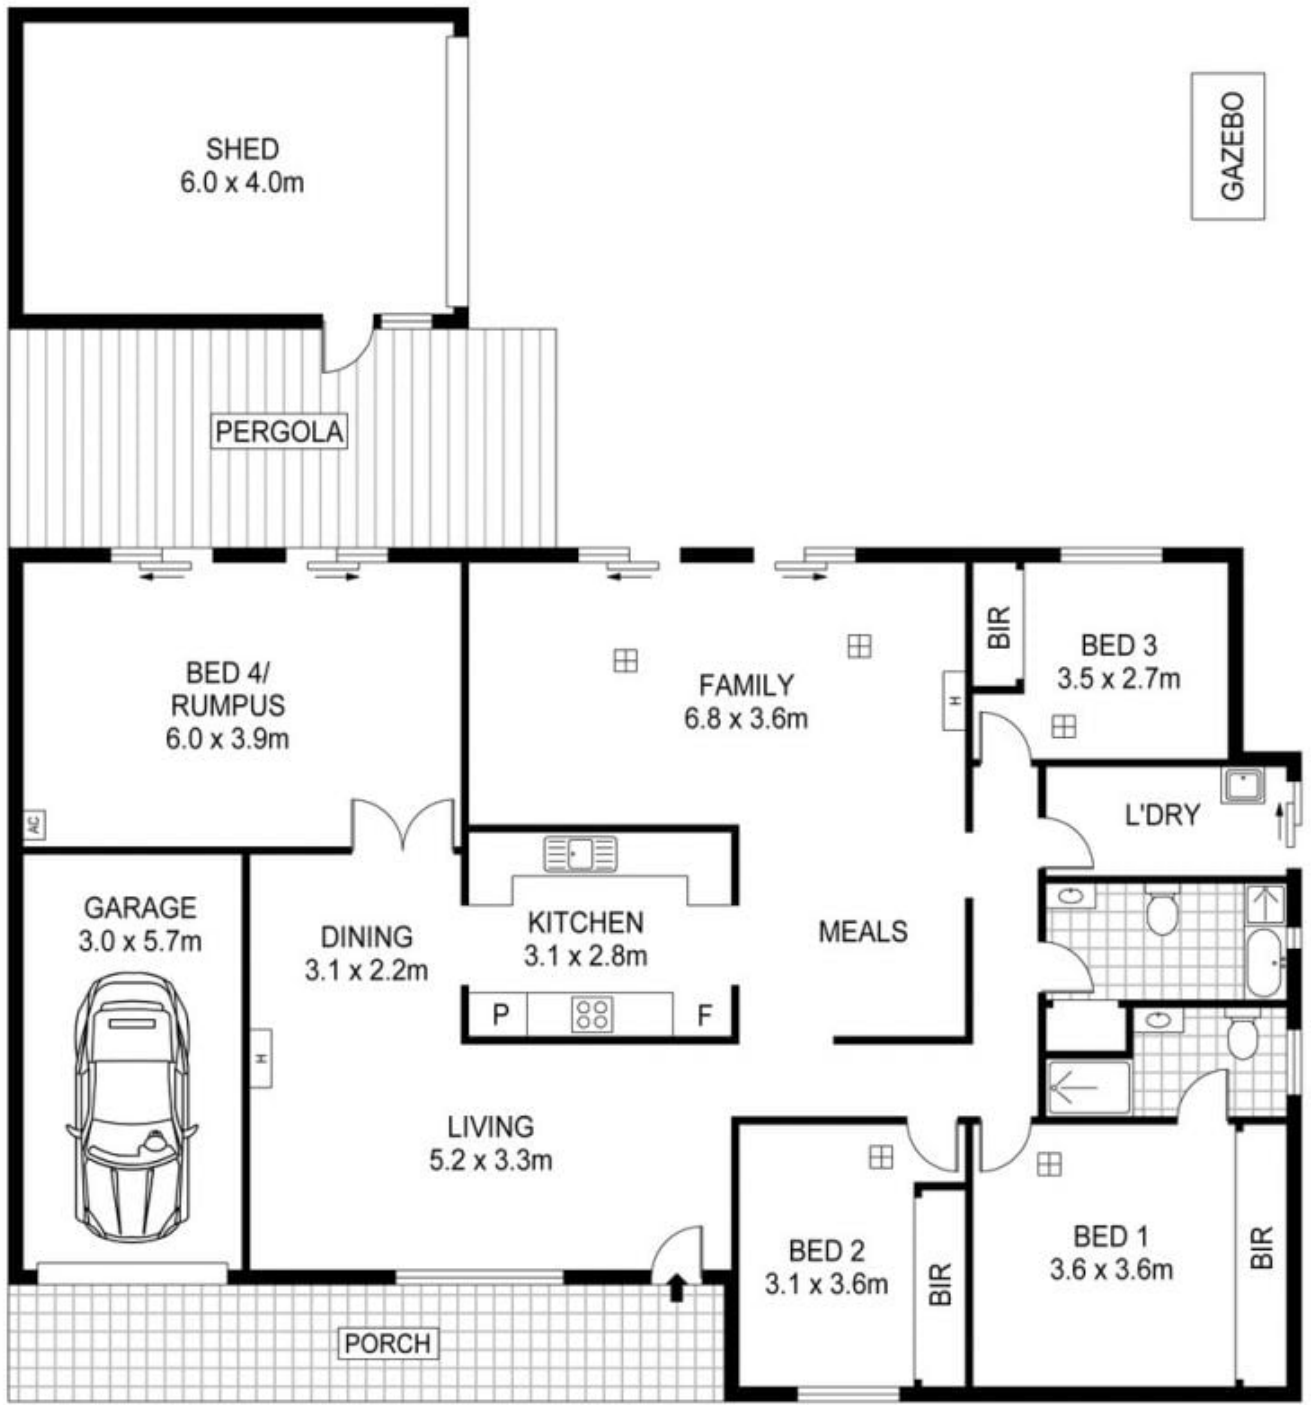 SHED
6.0 x 4.0m
GAZEBO
PERGOLA
BED 4/
RUMPUS
6.0 x 3.9m
AC
FAMILY
6.8 x 3.6m
H
BIR
BED 3
3.5 x 2.7m
L'DRY
GARAGE
3.0 x 5.7m
DINING
3.1 x 2.2m
H
KITCHEN
3.1 x 2.8m
P
F
MEALS
LIVING
5.2 x 3.3m
BED 2
3.1 x 3.6m
BIR
BED 1
3.6 x 3.6m
BIR
PORCH